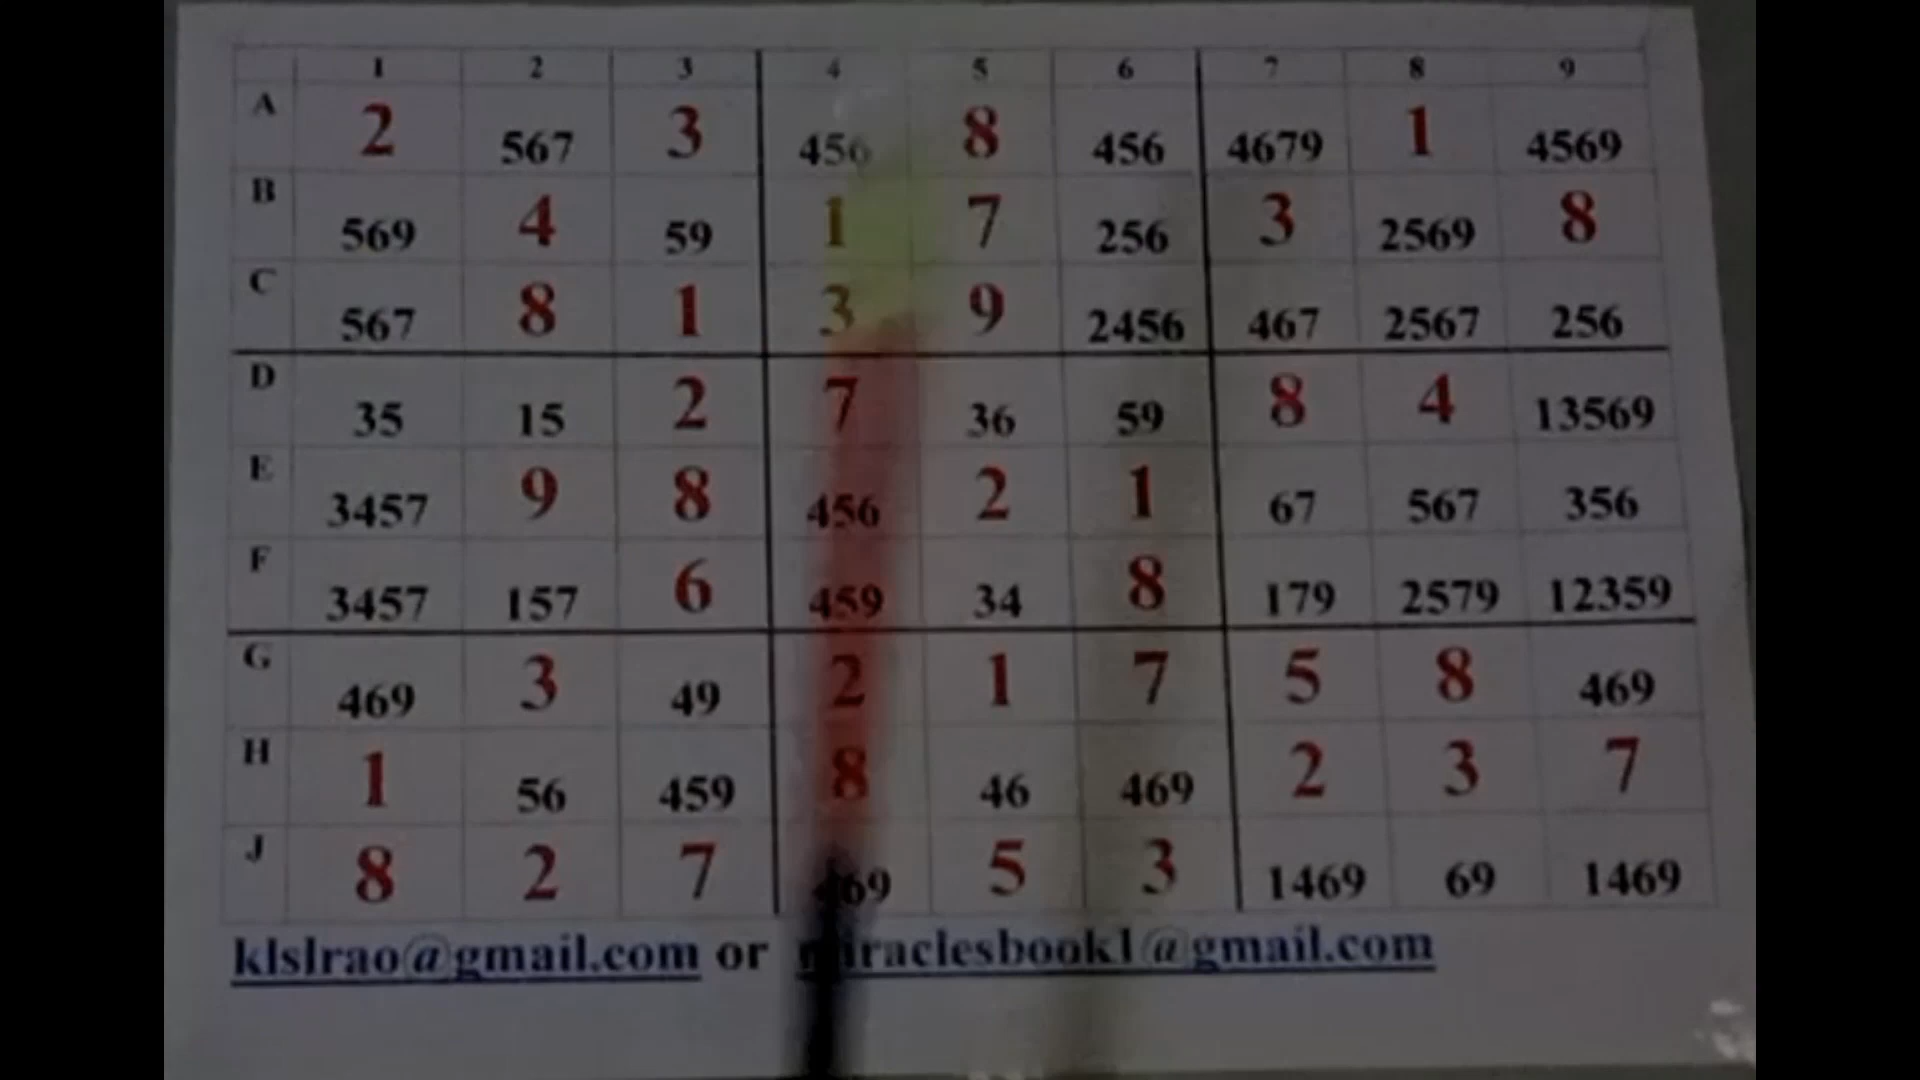 1 2 3 4 5 6 7 8 9
A 2 567 3 456 8 456 4679 1 4569
B 569 4 59 1 7 256 3 2569 8
C 567 8 1 3 9 2456 467 2567 256
D 35 15 2 7 36 59 8 4 13569
E 3457 9 8 456 2 1 67 567 356
F 3457 157 6 459 34 8 179 2579 12359
G 469 3 49 2 1 7 5 8 469
H 1 56 459 8 46 469 2 3 7
J 8 2 7 469 5 3 1469 69 1469
klslrao@gmail.com or miraclesbook1@gmail.com